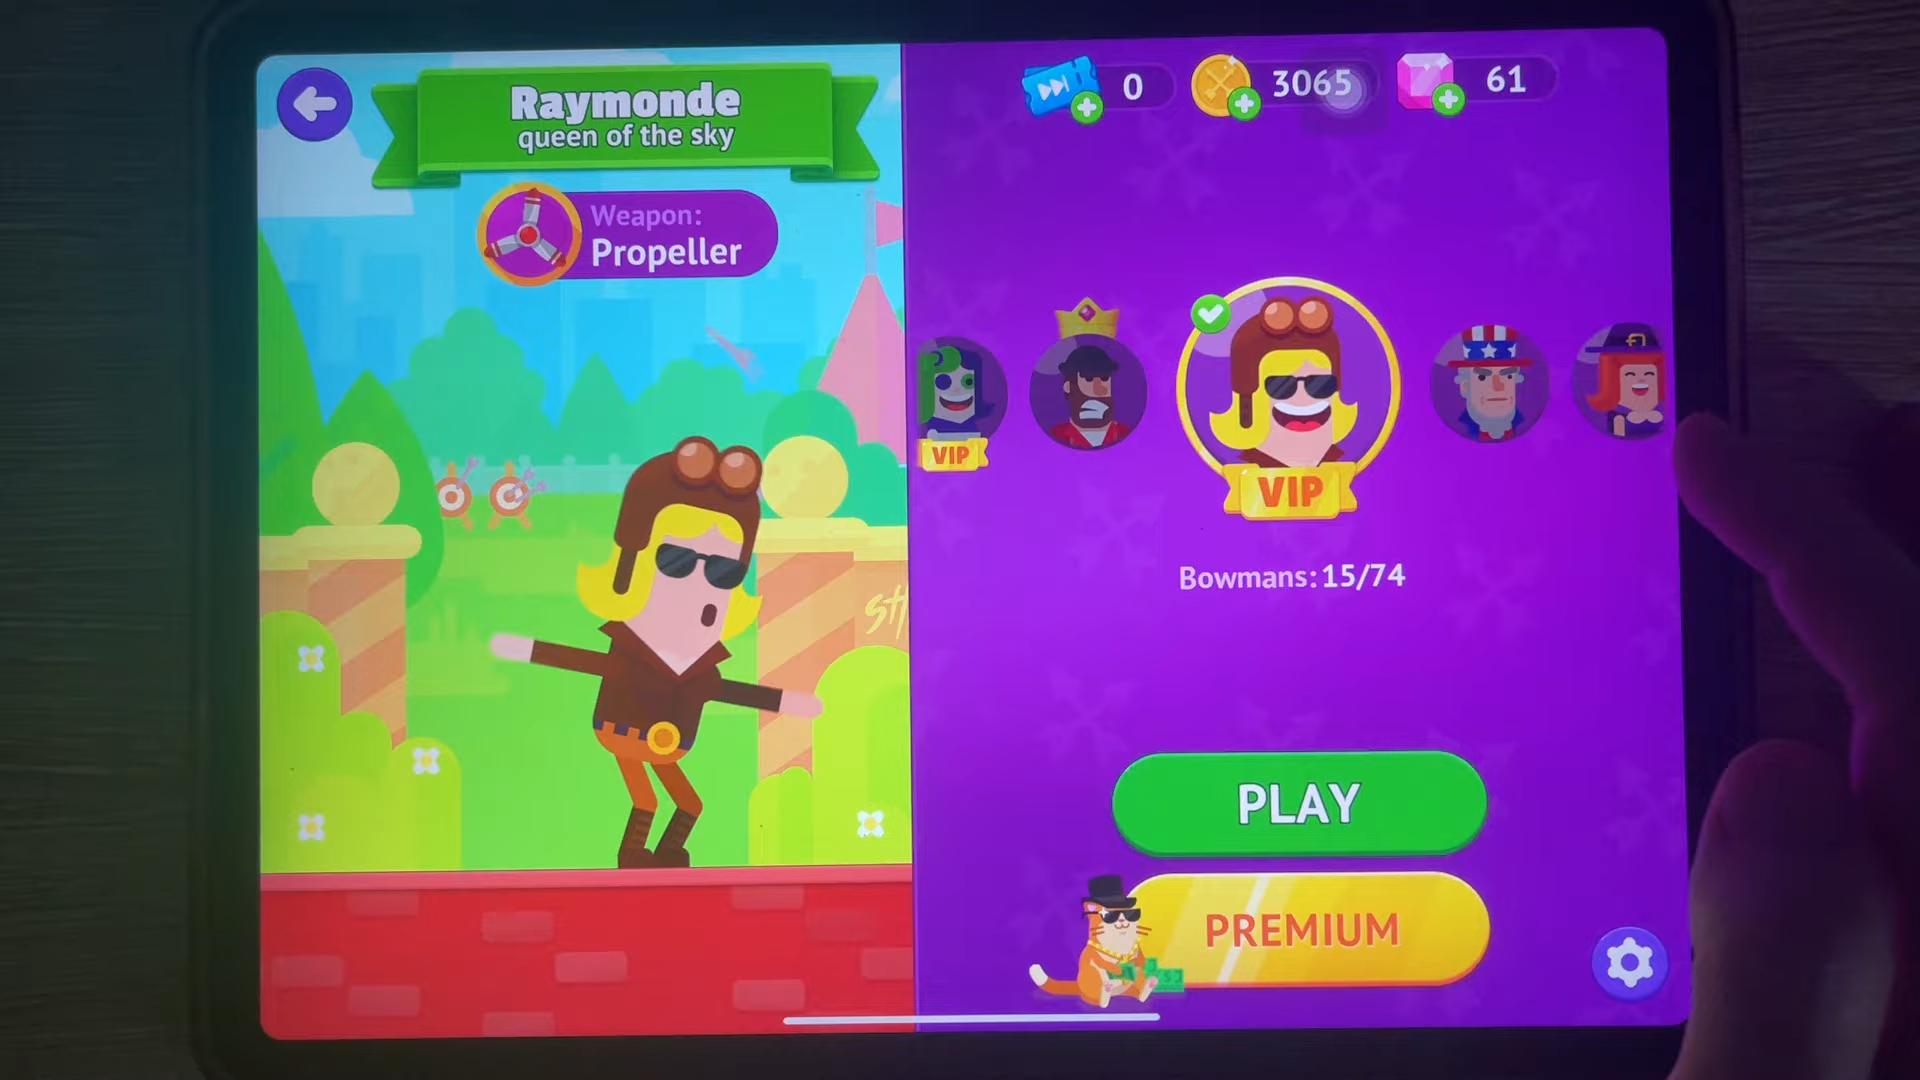 Raymonde
queen of the sky
Weapon:
Propeller
0
3065
61
VIP
VIP
Bowmans: 15/74
PLAY
PREMIUM